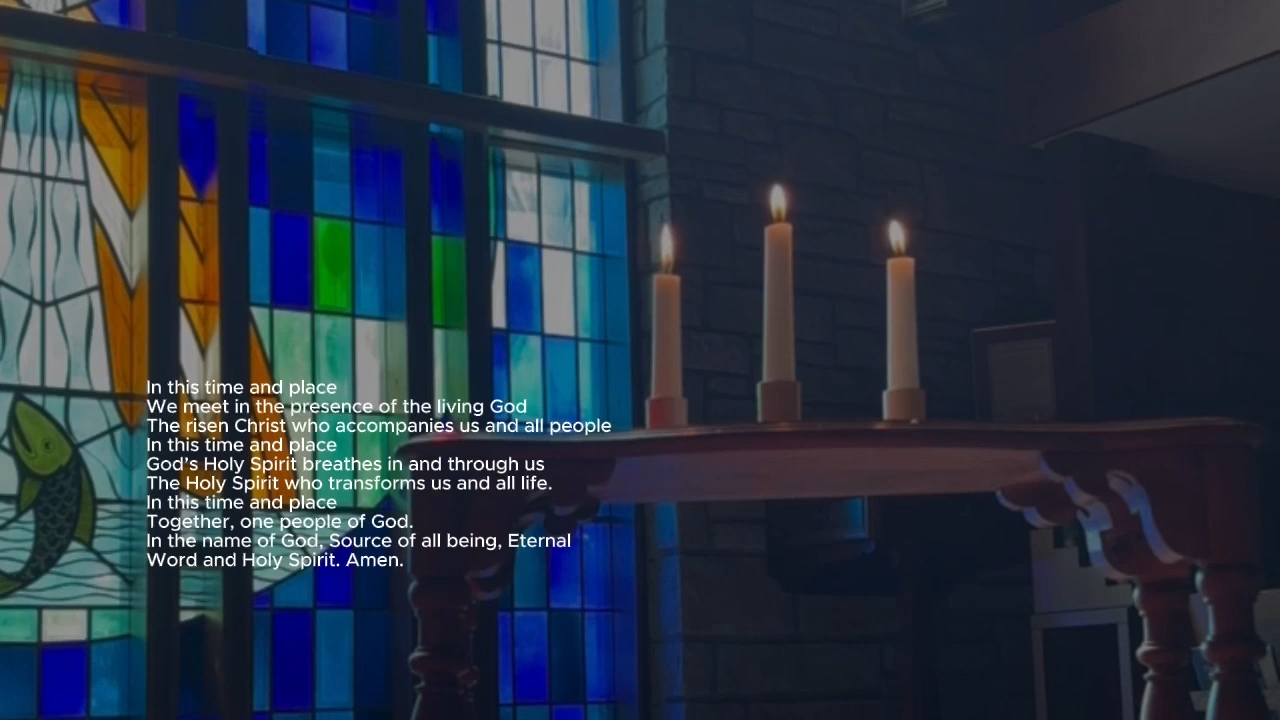 In this time and place
We meet in the presence of the living God
The risen Christ who accompanies us and all people
In this time and place
God’s Holy Spirit breathes in and through us
The Holy Spirit who transforms us and all life.
In this time and place
Together, one people of God.
In the name of God, Source of all being, Eternal
Word and Holy Spirit. Amen.